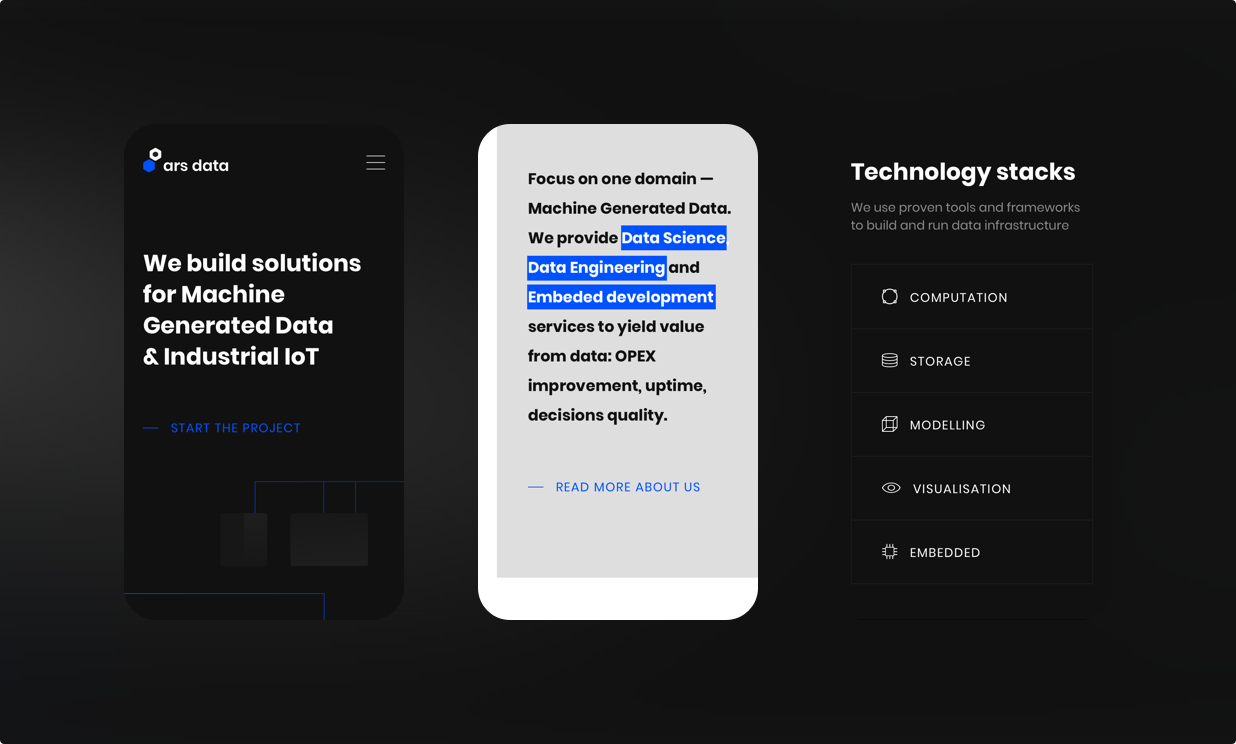 ars data
We build solutions
for Machine
Generated Data
& Industrial IoT
START THE PROJECT
Focus on one domain —
Machine Generated Data.
We provide Data Science,
Data Engineering and
Embeded development
services to yield value
from data: OPEX
improvement, uptime,
decisions quality.
READ MORE ABOUT US
Technology stacks
We use proven tools and frameworks
to build and run data infrastructure
COMPUTATION
STORAGE
MODELLING
VISUALISATION
EMBEDDED